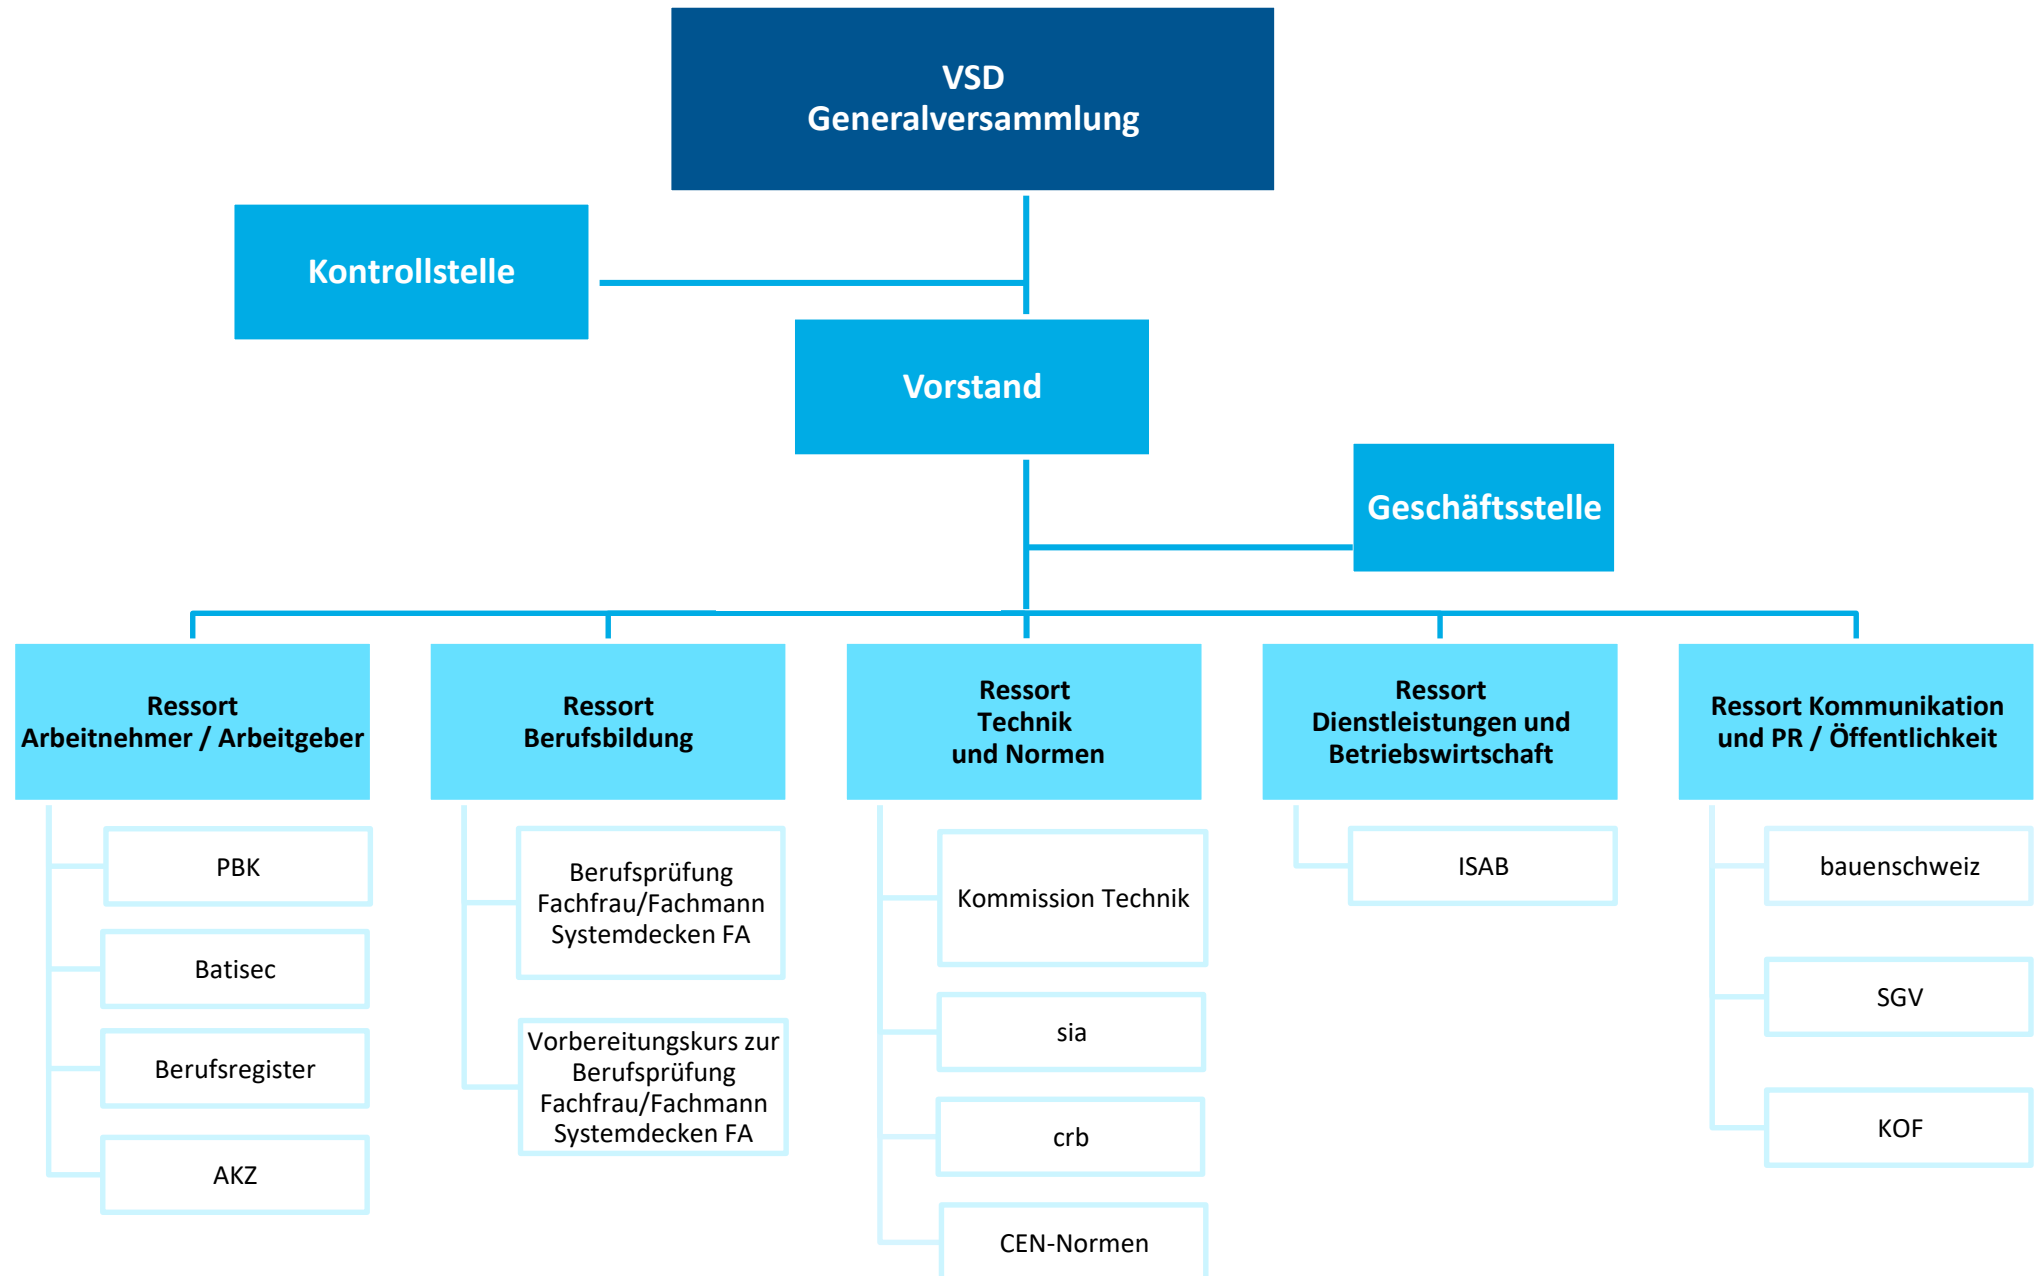 VSD
Generalversammlung
Kontrollstelle
Vorstand
Geschäftsstelle
Ressort
Arbeitnehmer / Arbeitgeber
PBK
Batisec
Berufsregister
AKZ
Ressort
Berufsbildung
Berufsprüfung
Fachfrau/Fachmann
Systemdecken FA
Vorbereitungskurs zur
Berufsprüfung
Fachfrau/Fachmann
Systemdecken FA
Ressort
Technik
und Normen
Kommission Technik
sia
crb
CEN-Normen
Ressort
Dienstleistungen und
Betriebswirtschaft
ISAB
Ressort Kommunikation
und PR / Öffentlichkeit
bauenschweiz
SGV
KOF